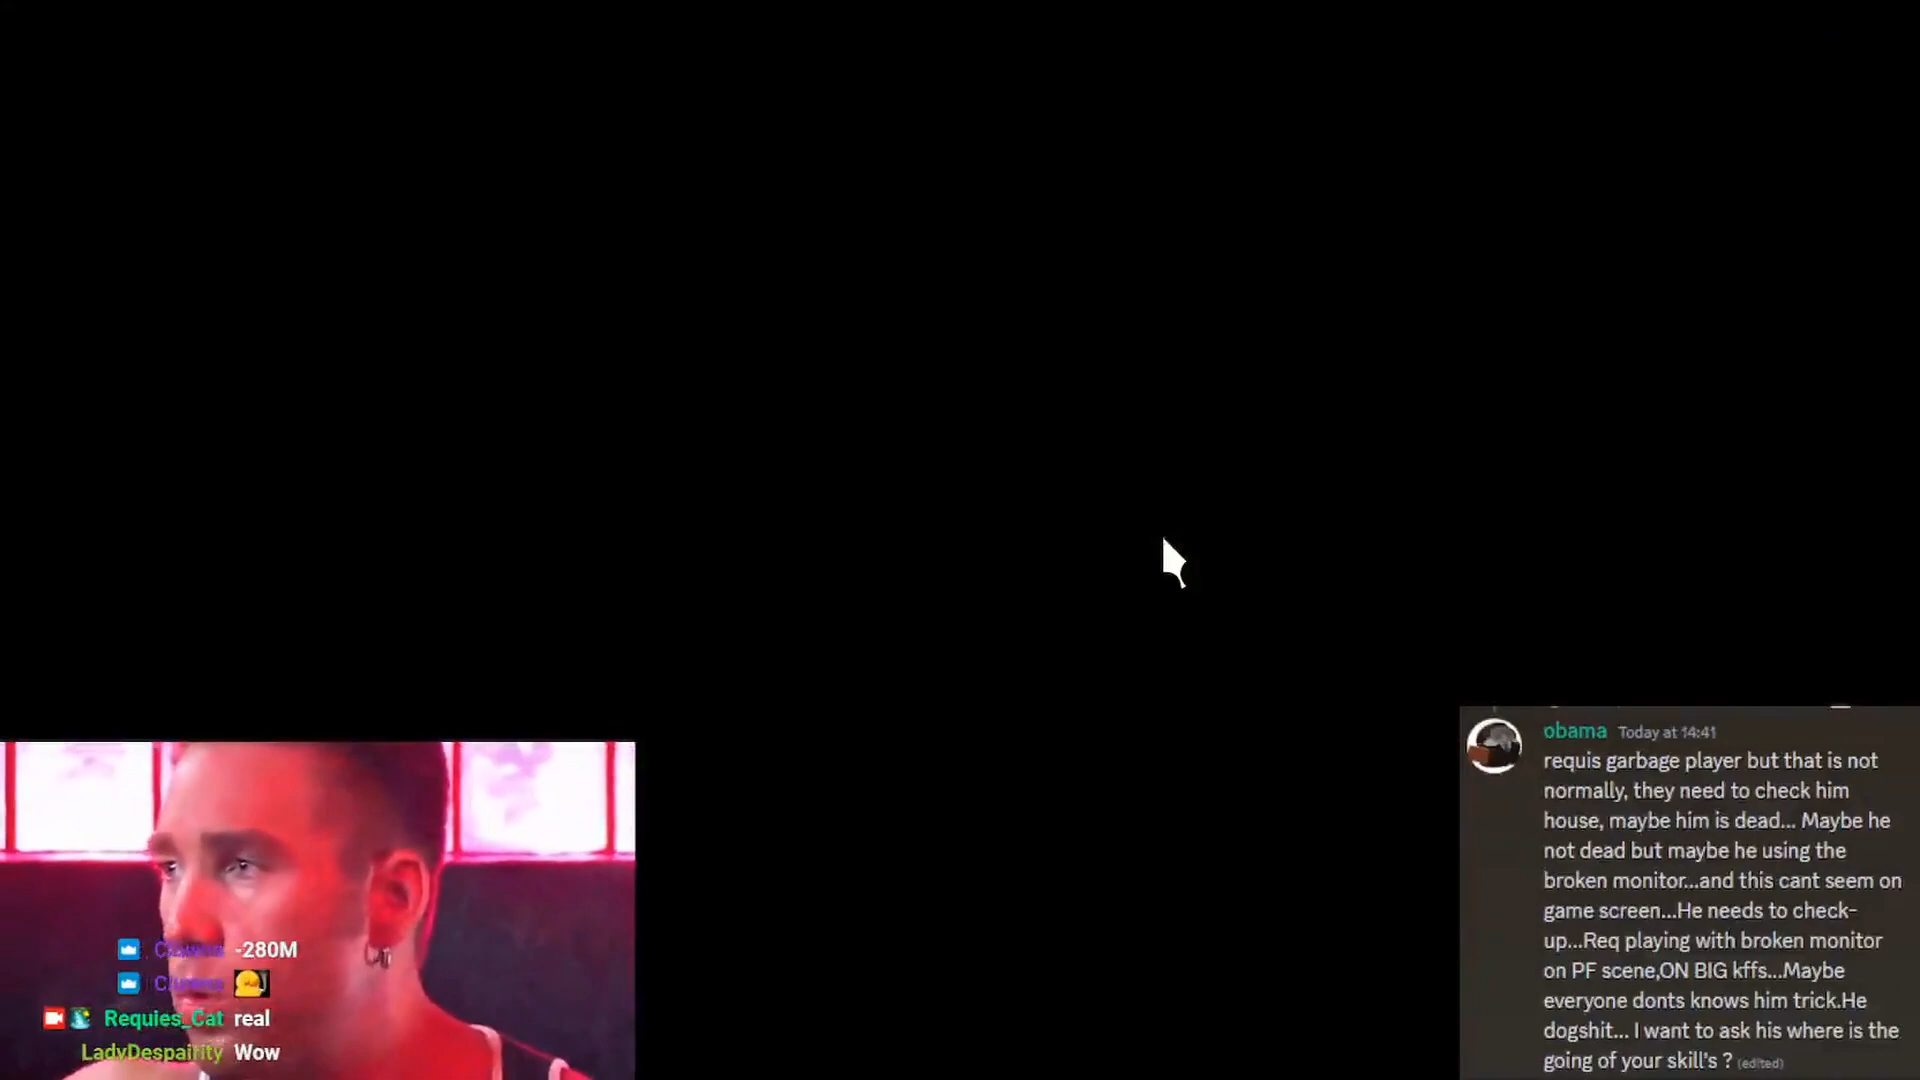 -280M
Requies_Cat real
LadyDespairity Wow
obama Today at 14:41
requis garbage player but that is not
normally, they need to check him
house, maybe him is dead... Maybe he
not dead but maybe he using the
broken monitor...and this cant seem on
game screen...He needs to check-
up...Req playing with broken monitor
on PF scene,ON BIG kffs...Maybe
everyone donts knows him trick.He
dogshit... I want to ask his where is the
going of your skill's ? (edited)